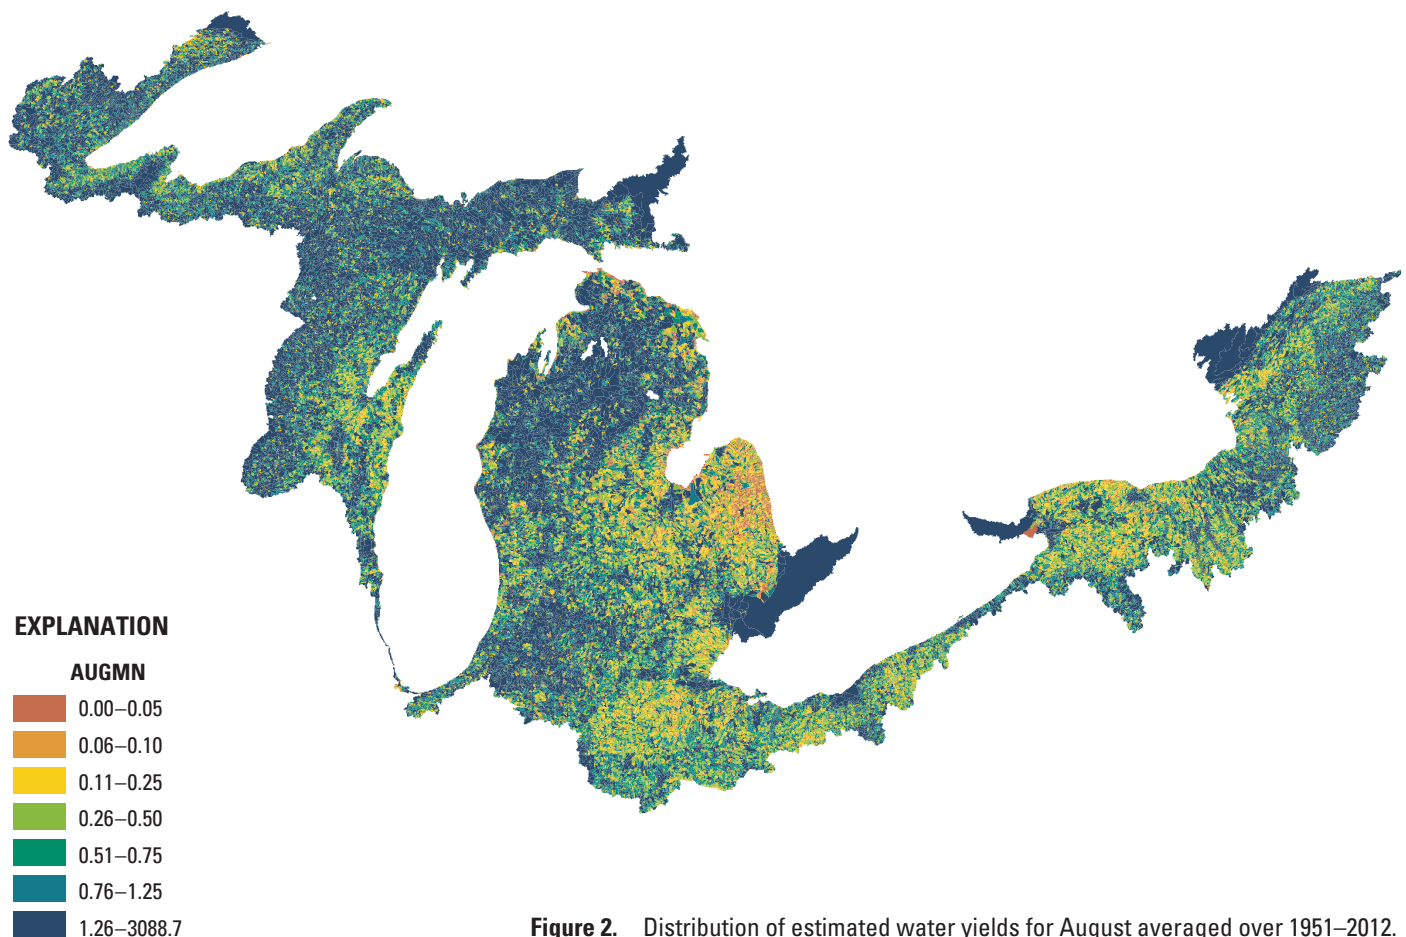 EXPLANATION
AUGMN
0.00–0.05
0.06–0.10
0.11–0.25
0.26–0.50
0.51–0.75
0.76–1.25
1.26–3088.7
Figure 2. Distribution of estimated water yields for August averaged over 1951–2012.